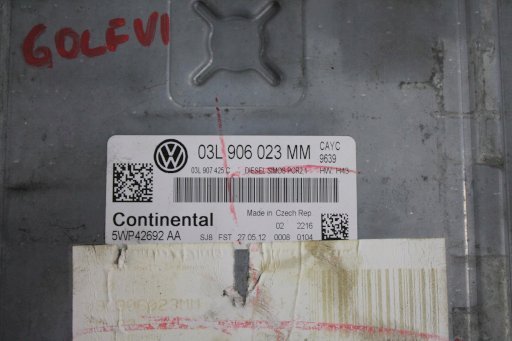 GOLF VI
03L 906 023 MM CAYC
9639
03L 907 425 C DIESEL SIMOS PCR2.1 HW: H43
Continental Made in Czech Rep
02 2216
5WP42692 AA SJ8 FST 27.05.12 0008 0104